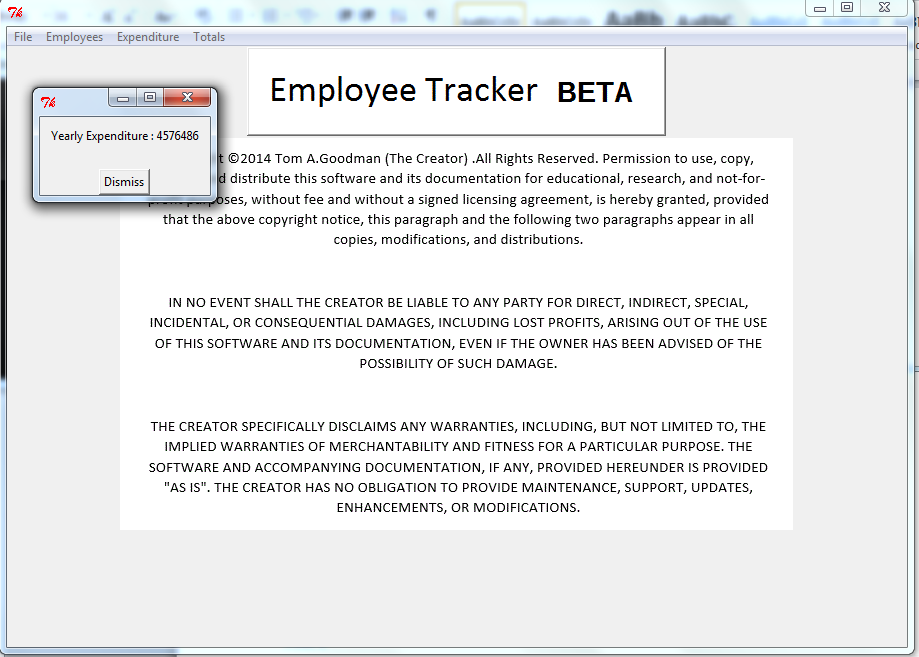 File Employees Expenditure Totals
Employee Tracker BETA
Yearly Expenditure : 4576486
Dismiss
©2014 Tom A.Goodman (The Creator) .All Rights Reserved. Permission to use, copy,
distribute this software and its documentation for educational, research, and not-for-
purposes, without fee and without a signed licensing agreement, is hereby granted, provided
that the above copyright notice, this paragraph and the following two paragraphs appear in all
copies, modifications, and distributions.
IN NO EVENT SHALL THE CREATOR BE LIABLE TO ANY PARTY FOR DIRECT, INDIRECT, SPECIAL,
INCIDENTAL, OR CONSEQUENTIAL DAMAGES, INCLUDING LOST PROFITS, ARISING OUT OF THE USE
OF THIS SOFTWARE AND ITS DOCUMENTATION, EVEN IF THE OWNER HAS BEEN ADVISED OF THE
POSSIBILITY OF SUCH DAMAGE.
THE CREATOR SPECIFICALLY DISCLAIMS ANY WARRANTIES, INCLUDING, BUT NOT LIMITED TO, THE
IMPLIED WARRANTIES OF MERCHANTABILITY AND FITNESS FOR A PARTICULAR PURPOSE. THE
SOFTWARE AND ACCOMPANYING DOCUMENTATION, IF ANY, PROVIDED HEREUNDER IS PROVIDED
"AS IS". THE CREATOR HAS NO OBLIGATION TO PROVIDE MAINTENANCE, SUPPORT, UPDATES,
ENHANCEMENTS, OR MODIFICATIONS.